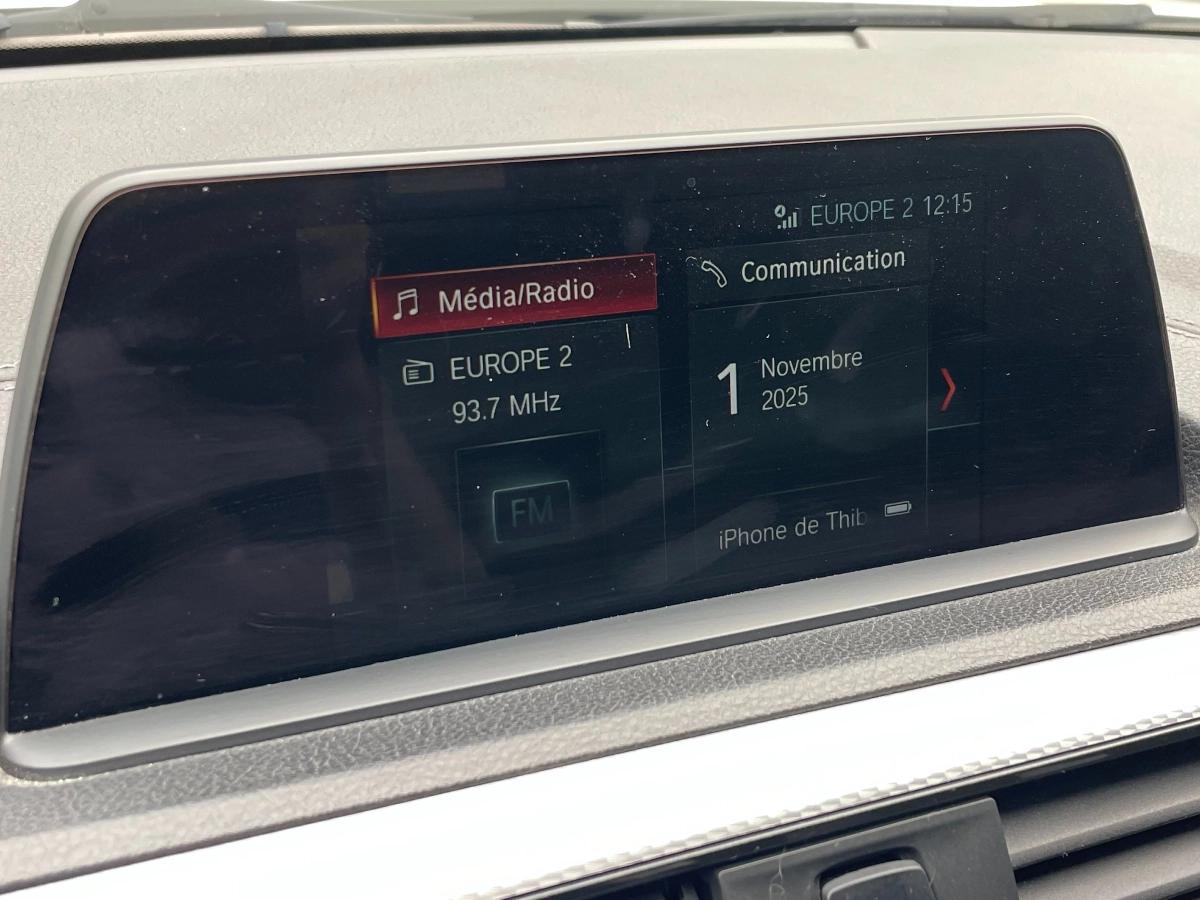 EUROPE 2 12:15
Média/Radio
EUROPE 2
93.7 MHz
FM
Communication
1
Novembre
2025
iPhone de Thib